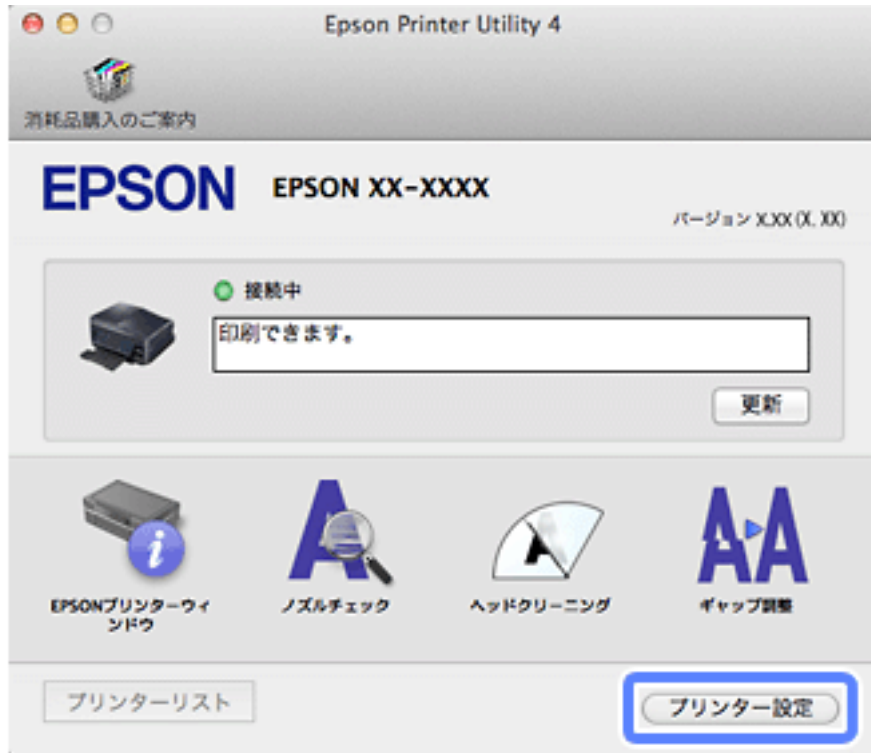 Epson Printer Utility 4
消耗品購入のご案内
EPSON
EPSON XX-XXXX
バージョン X.XX (X. XX)
接続中
印刷できます。
更新
EPSONプリンターウィ
ンドウ
ノズルチェック
ヘッドクリーニング
ギャップ調整
プリンターリスト
プリンター設定